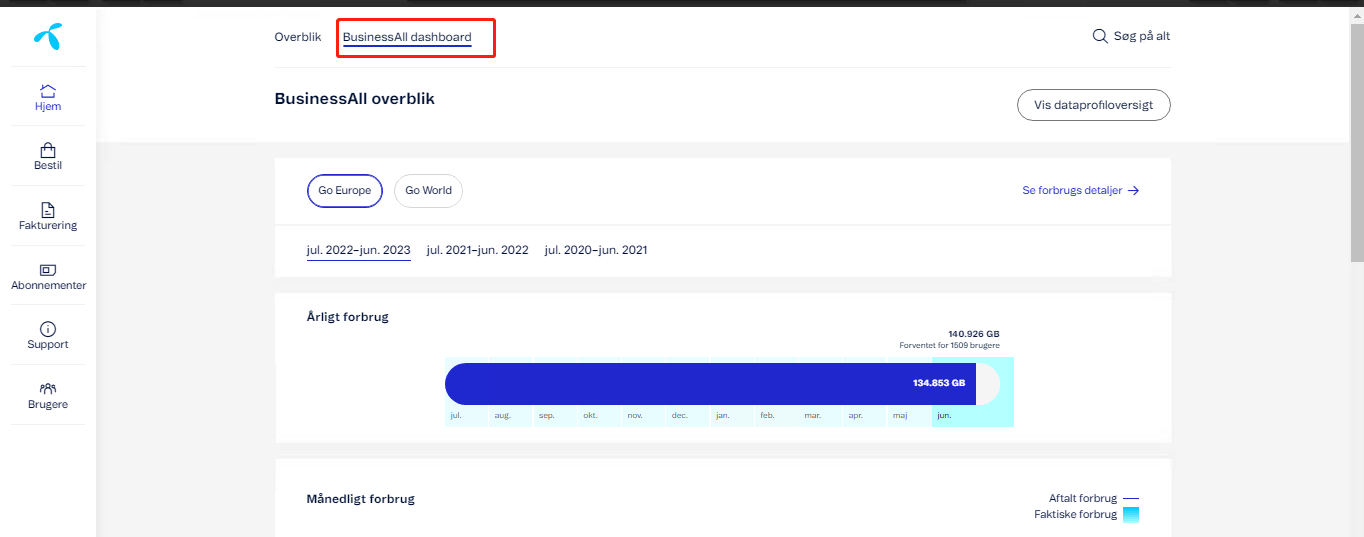 Overblik
BusinessAll dashboard
Søg på alt
Hjem
Bestil
Fakturering
Abonnementer
Support
Brugere
BusinessAll overblik
Vis dataprofiloversigt
Go Europe
Go World
Se forbrugs detaljer
jul. 2022–jun. 2023
jul. 2021–jun. 2022
jul. 2020–jun. 2021
Årligt forbrug
140.926 GB
Forventet for 1509 brugere
134.853 GB
jul.
aug.
sep.
okt.
nov.
dec.
jan.
feb.
mar.
apr.
maj
jun.
Månedligt forbrug
Aftalt forbrug
Faktiske forbrug